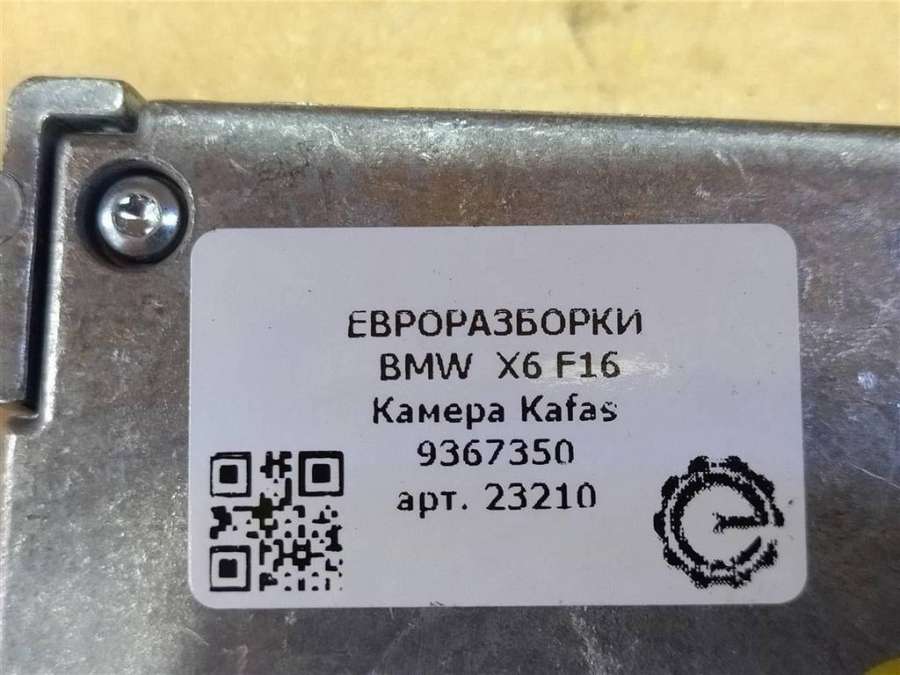 ЕВРОРАЗБОРКИ
BMW X6 F16
Камера Kafas
9367350
арт. 23210